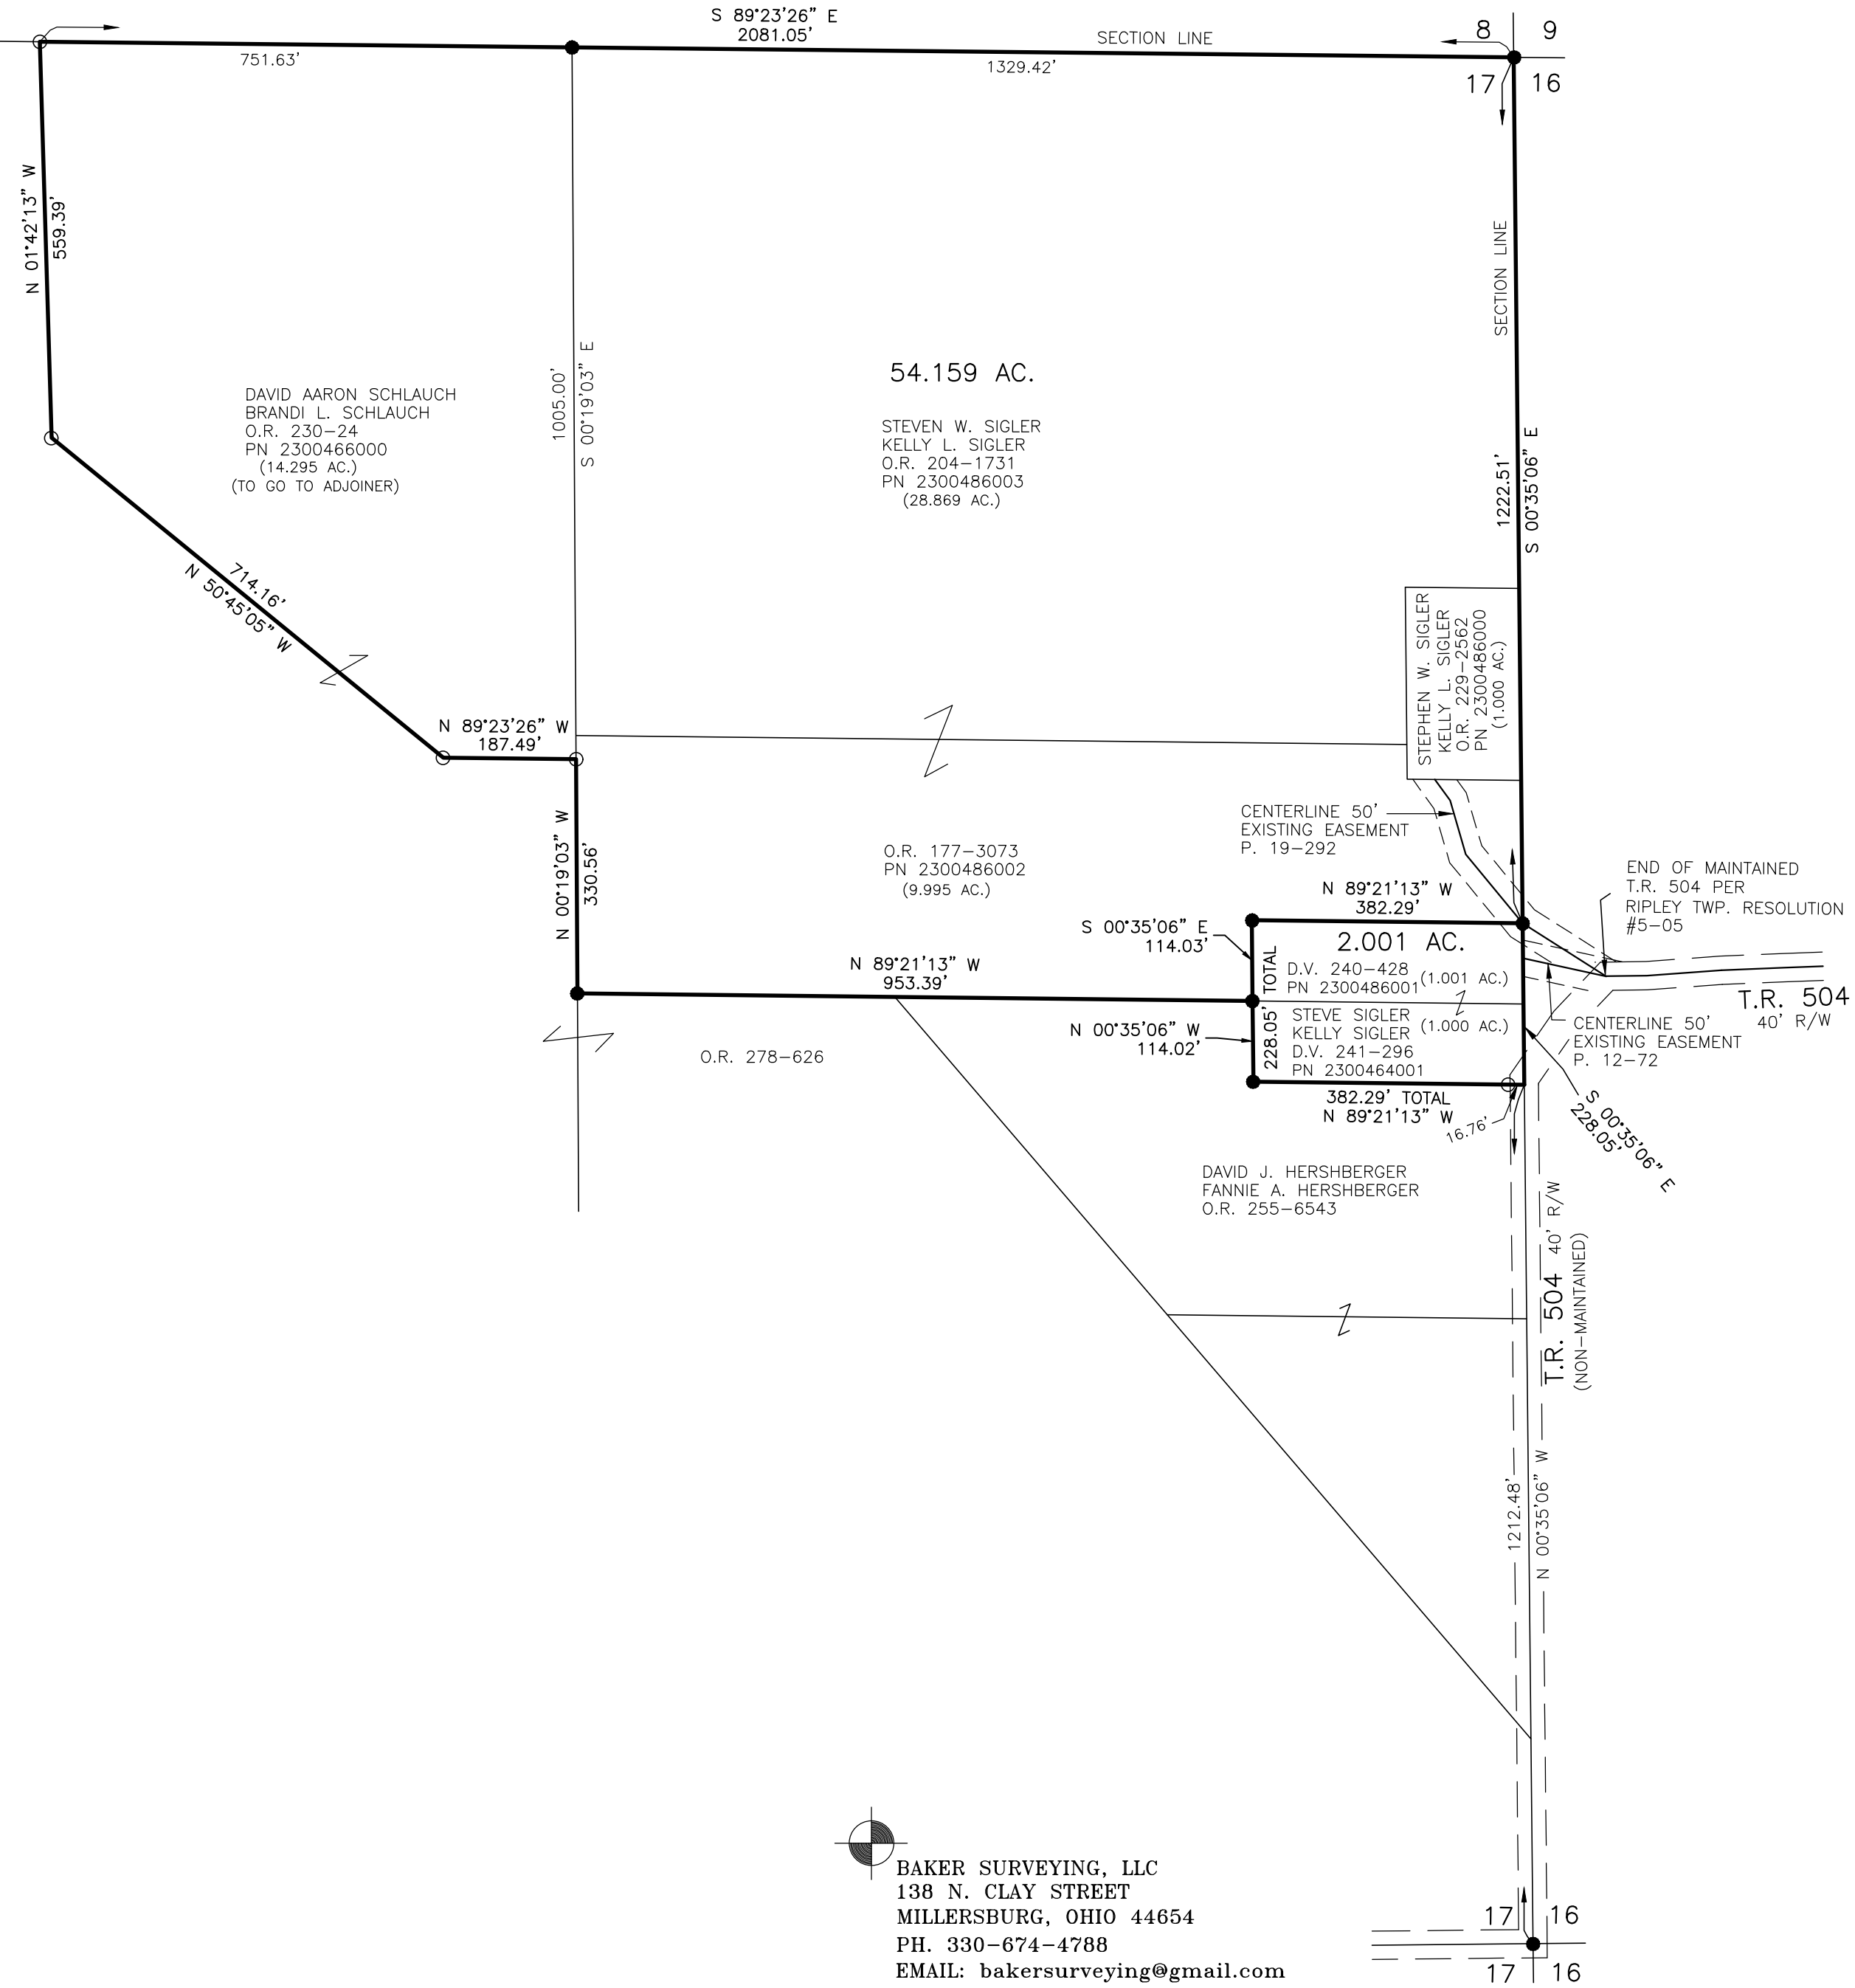 S 89°23'26" E
2081.05'
SECTION LINE
8
9
17
16
751.63'
1329.42'
N 01°42'13" W
559.39'
SECTION LINE
1005.00'
S 00°19'03" E
54.159 AC.
DAVID AARON SCHLAUCH
BRANDI L. SCHLAUCH
O.R. 230-24
PN 2300466000
(14.295 AC.)
(TO GO TO ADJOINER)
STEVEN W. SIGLER
KELLY L. SIGLER
O.R. 204-1731
PN 2300486003
(28.869 AC.)
1222.51'
S 00°35'06" E
714.16'
N 50°45'05" W
STEPHEN W. SIGLER
KELLY L. SIGLER
O.R. 229-2562
PN 2300486000
(1.000 AC.)
N 89°23'26" W
187.49'
N 00°19'03" W
330.56'
CENTERLINE 50'
EXISTING EASEMENT
P. 19-292
O.R. 177-3073
PN 2300486002
(9.995 AC.)
END OF MAINTAINED
T.R. 504 PER
RIPLEY TWP. RESOLUTION
#5-05
N 89°21'13" W
382.29'
S 00°35'06" E
114.03'
2.001 AC.
N 89°21'13" W
953.39'
228.05' TOTAL
D.V. 240-428
PN 2300486001
(1.001 AC.)
T.R. 504
40' R/W
STEVE SIGLER
KELLY SIGLER
D.V. 241-296
PN 2300464001
(1.000 AC.)
N 00°35'06" W
114.02'
CENTERLINE 50'
EXISTING EASEMENT
P. 12-72
O.R. 278-626
382.29' TOTAL
N 89°21'13" W
16.76'
S 00°35'06" E
228.05'
DAVID J. HERSHBERGER
FANNIE A. HERSHBERGER
O.R. 255-6543
T.R. 504 40' R/W
(NON-MAINTAINED)
1212.48'
N 00°35'06" W
BAKER SURVEYING, LLC
138 N. CLAY STREET
MILLERSBURG, OHIO 44654
PH. 330-674-4788
EMAIL: bakersurveying@gmail.com
17
16
17
16